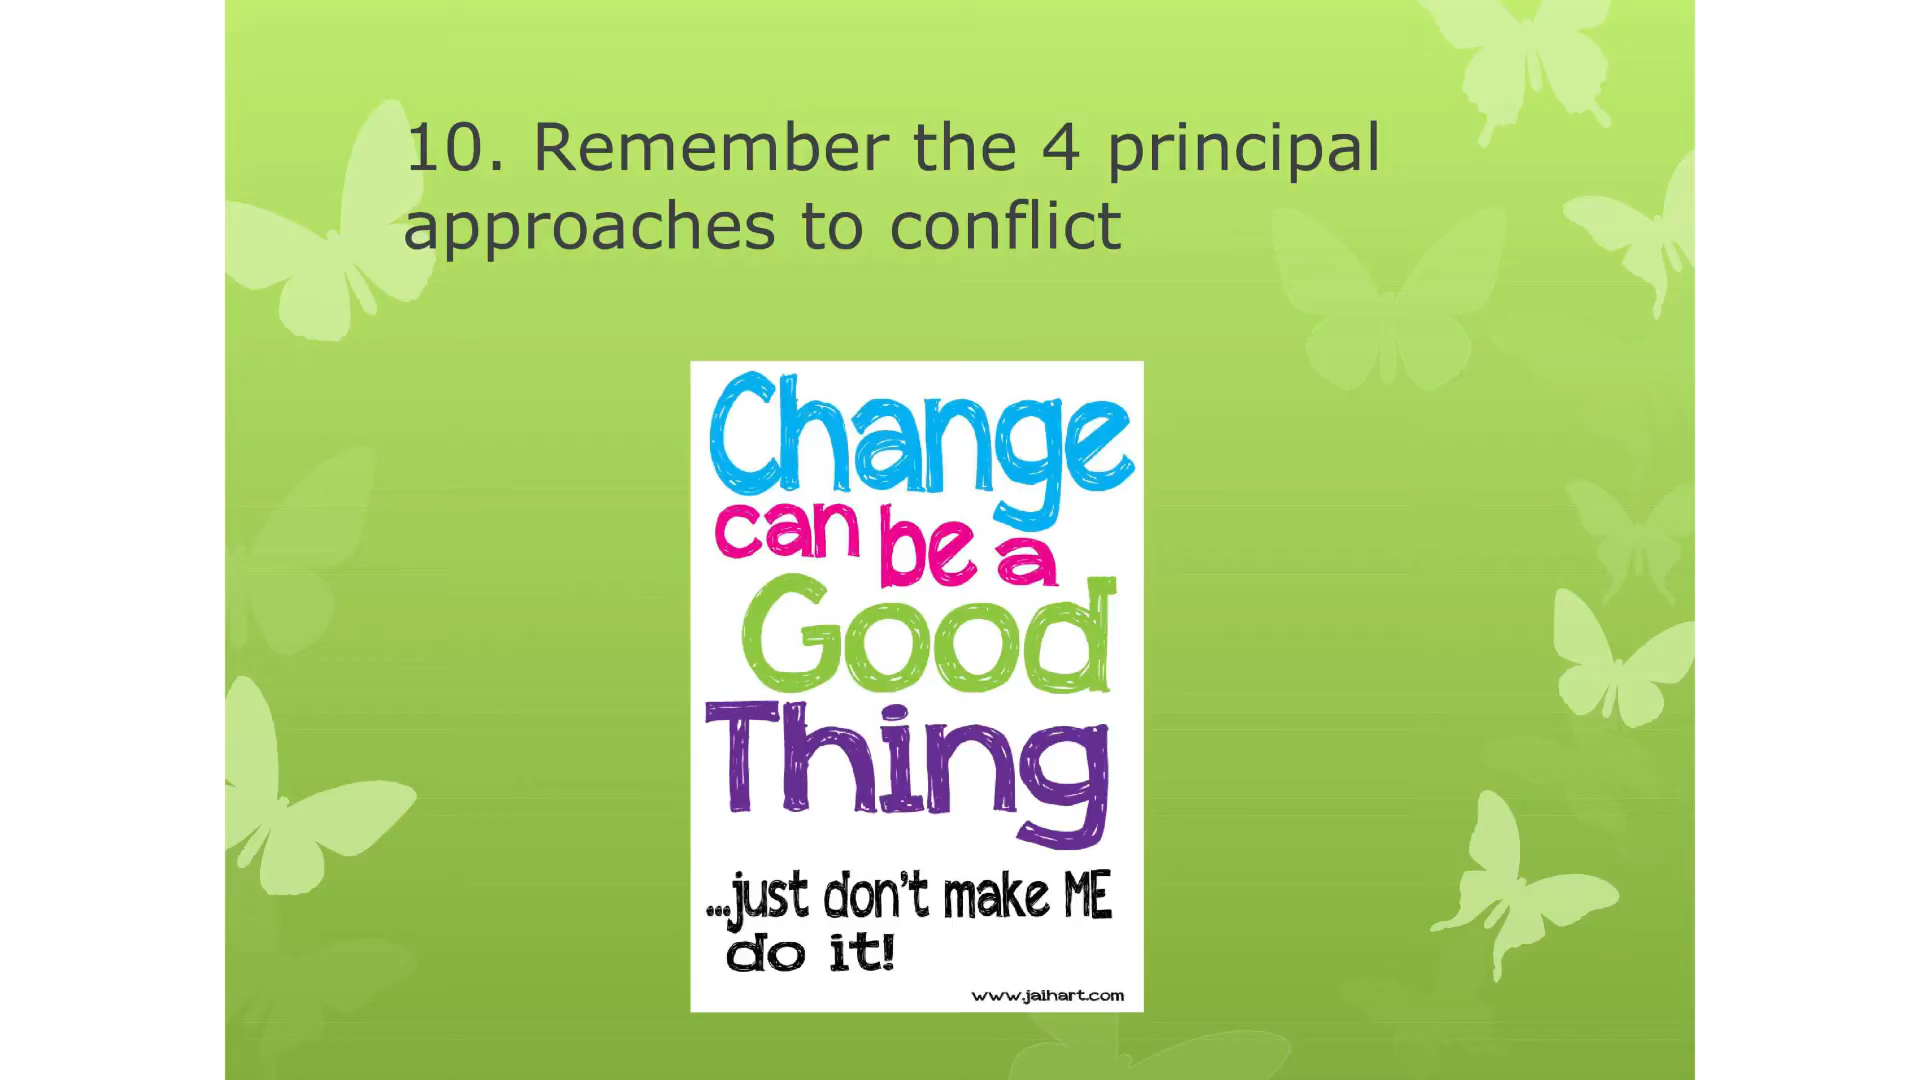 10. Remember the 4 principal
approaches to conflict
Change
can be a
Good
Thing
...just don't make ME
do it!
www.jaihart.com